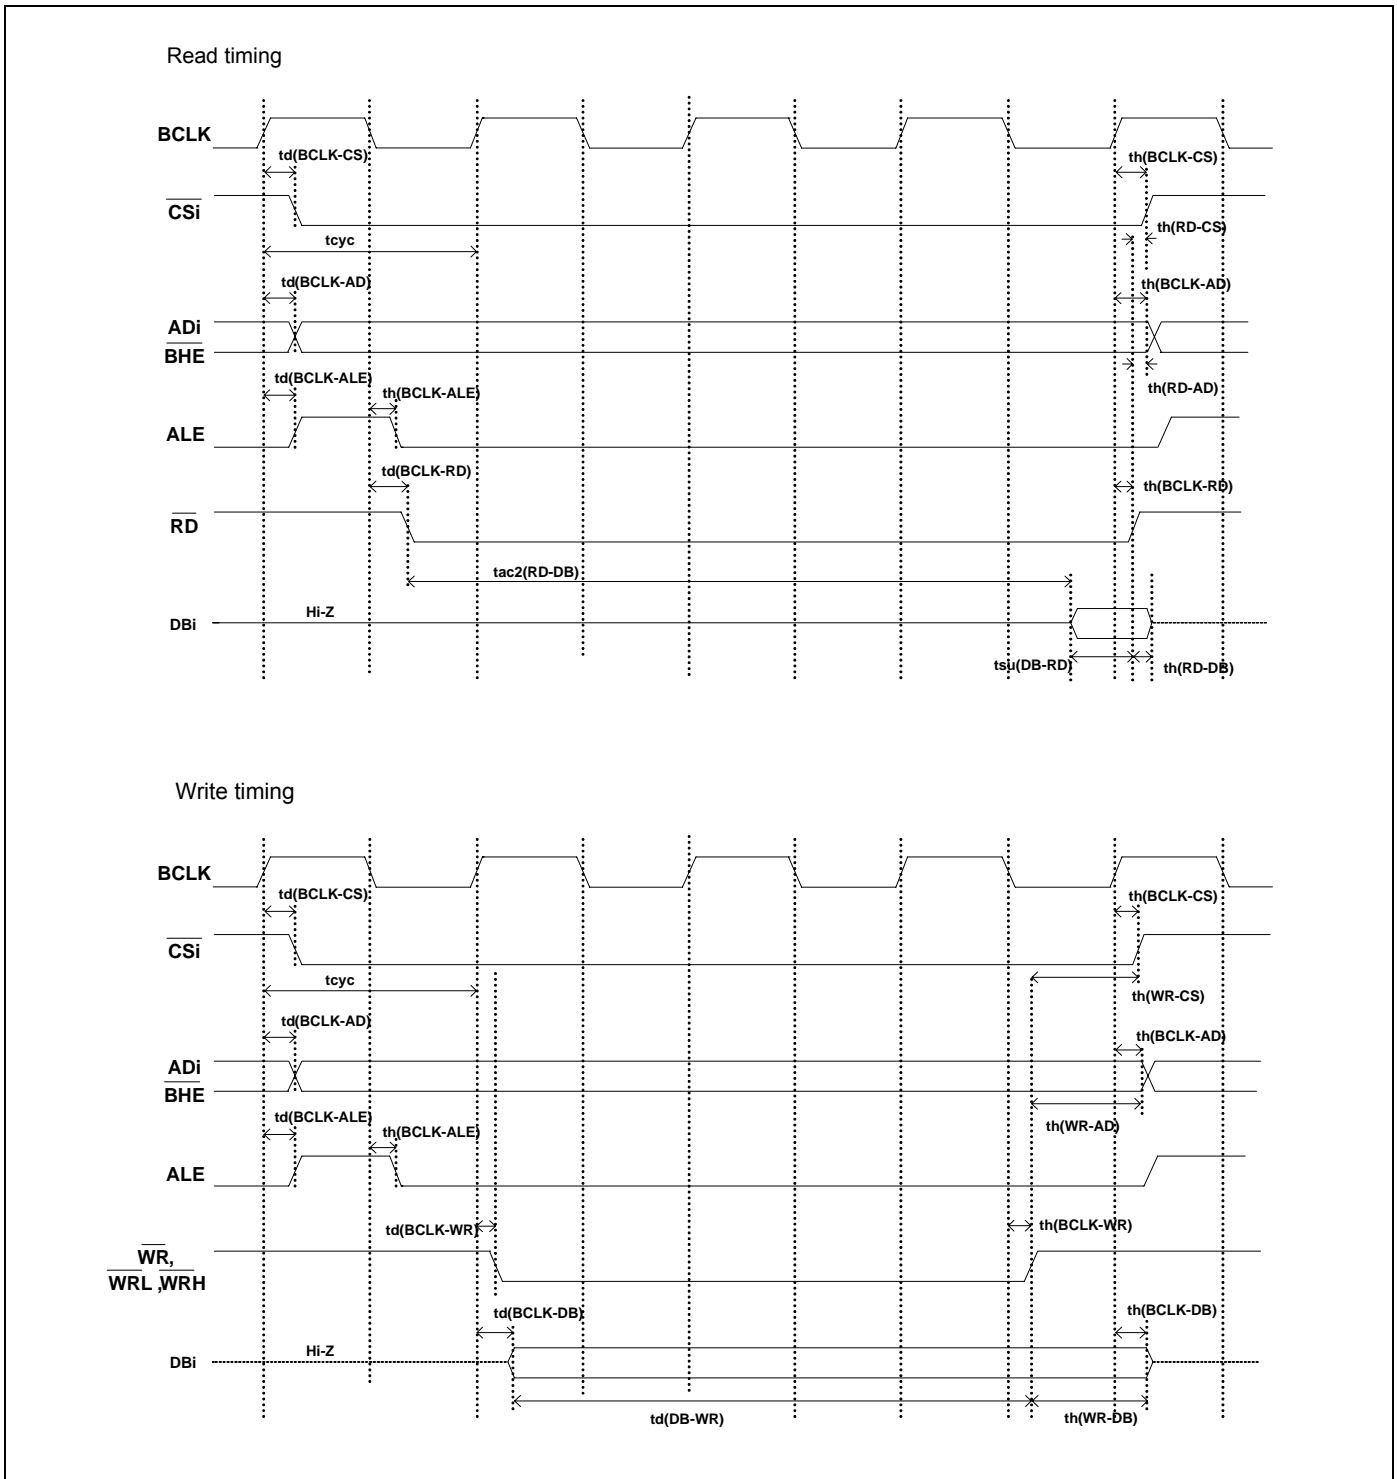 Read timing
BCLK
td(BCLK-CS)
th(BCLK-CS)
CSi
th(RD-CS)
tcyc
td(BCLK-AD)
th(BCLK-AD)
ADi
BHE
td(BCLK-ALE)
th(BCLK-ALE)
th(RD-AD)
ALE
td(BCLK-RD)
th(BCLK-RD)
RD
tac2(RD-DB)
Hi-Z
DBi
tsu(DB-RD)
th(RD-DB)
Write timing
BCLK
td(BCLK-CS)
th(BCLK-CS)
CSi
tcyc
th(WR-CS)
td(BCLK-AD)
th(BCLK-AD)
ADi
BHE
td(BCLK-ALE)
th(BCLK-ALE)
th(WR-AD)
ALE
td(BCLK-WR)
th(BCLK-WR)
WR,
WRL ,WRH
td(BCLK-DB)
th(BCLK-DB)
Hi-Z
DBi
td(DB-WR)
th(WR-DB)